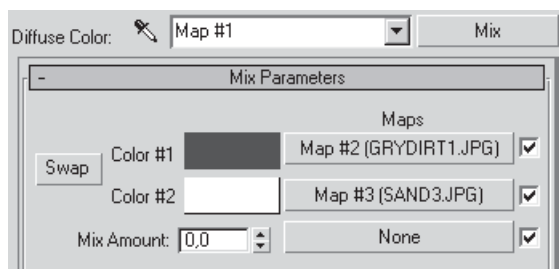 Diffuse Color: Map #1 Mix
- Mix Parameters
Maps
Swap Color #1 Map #2 (GRYDIRT1.JPG)
Color #2 Map #3 (SAND3.JPG)
Mix Amount: 0,0 None